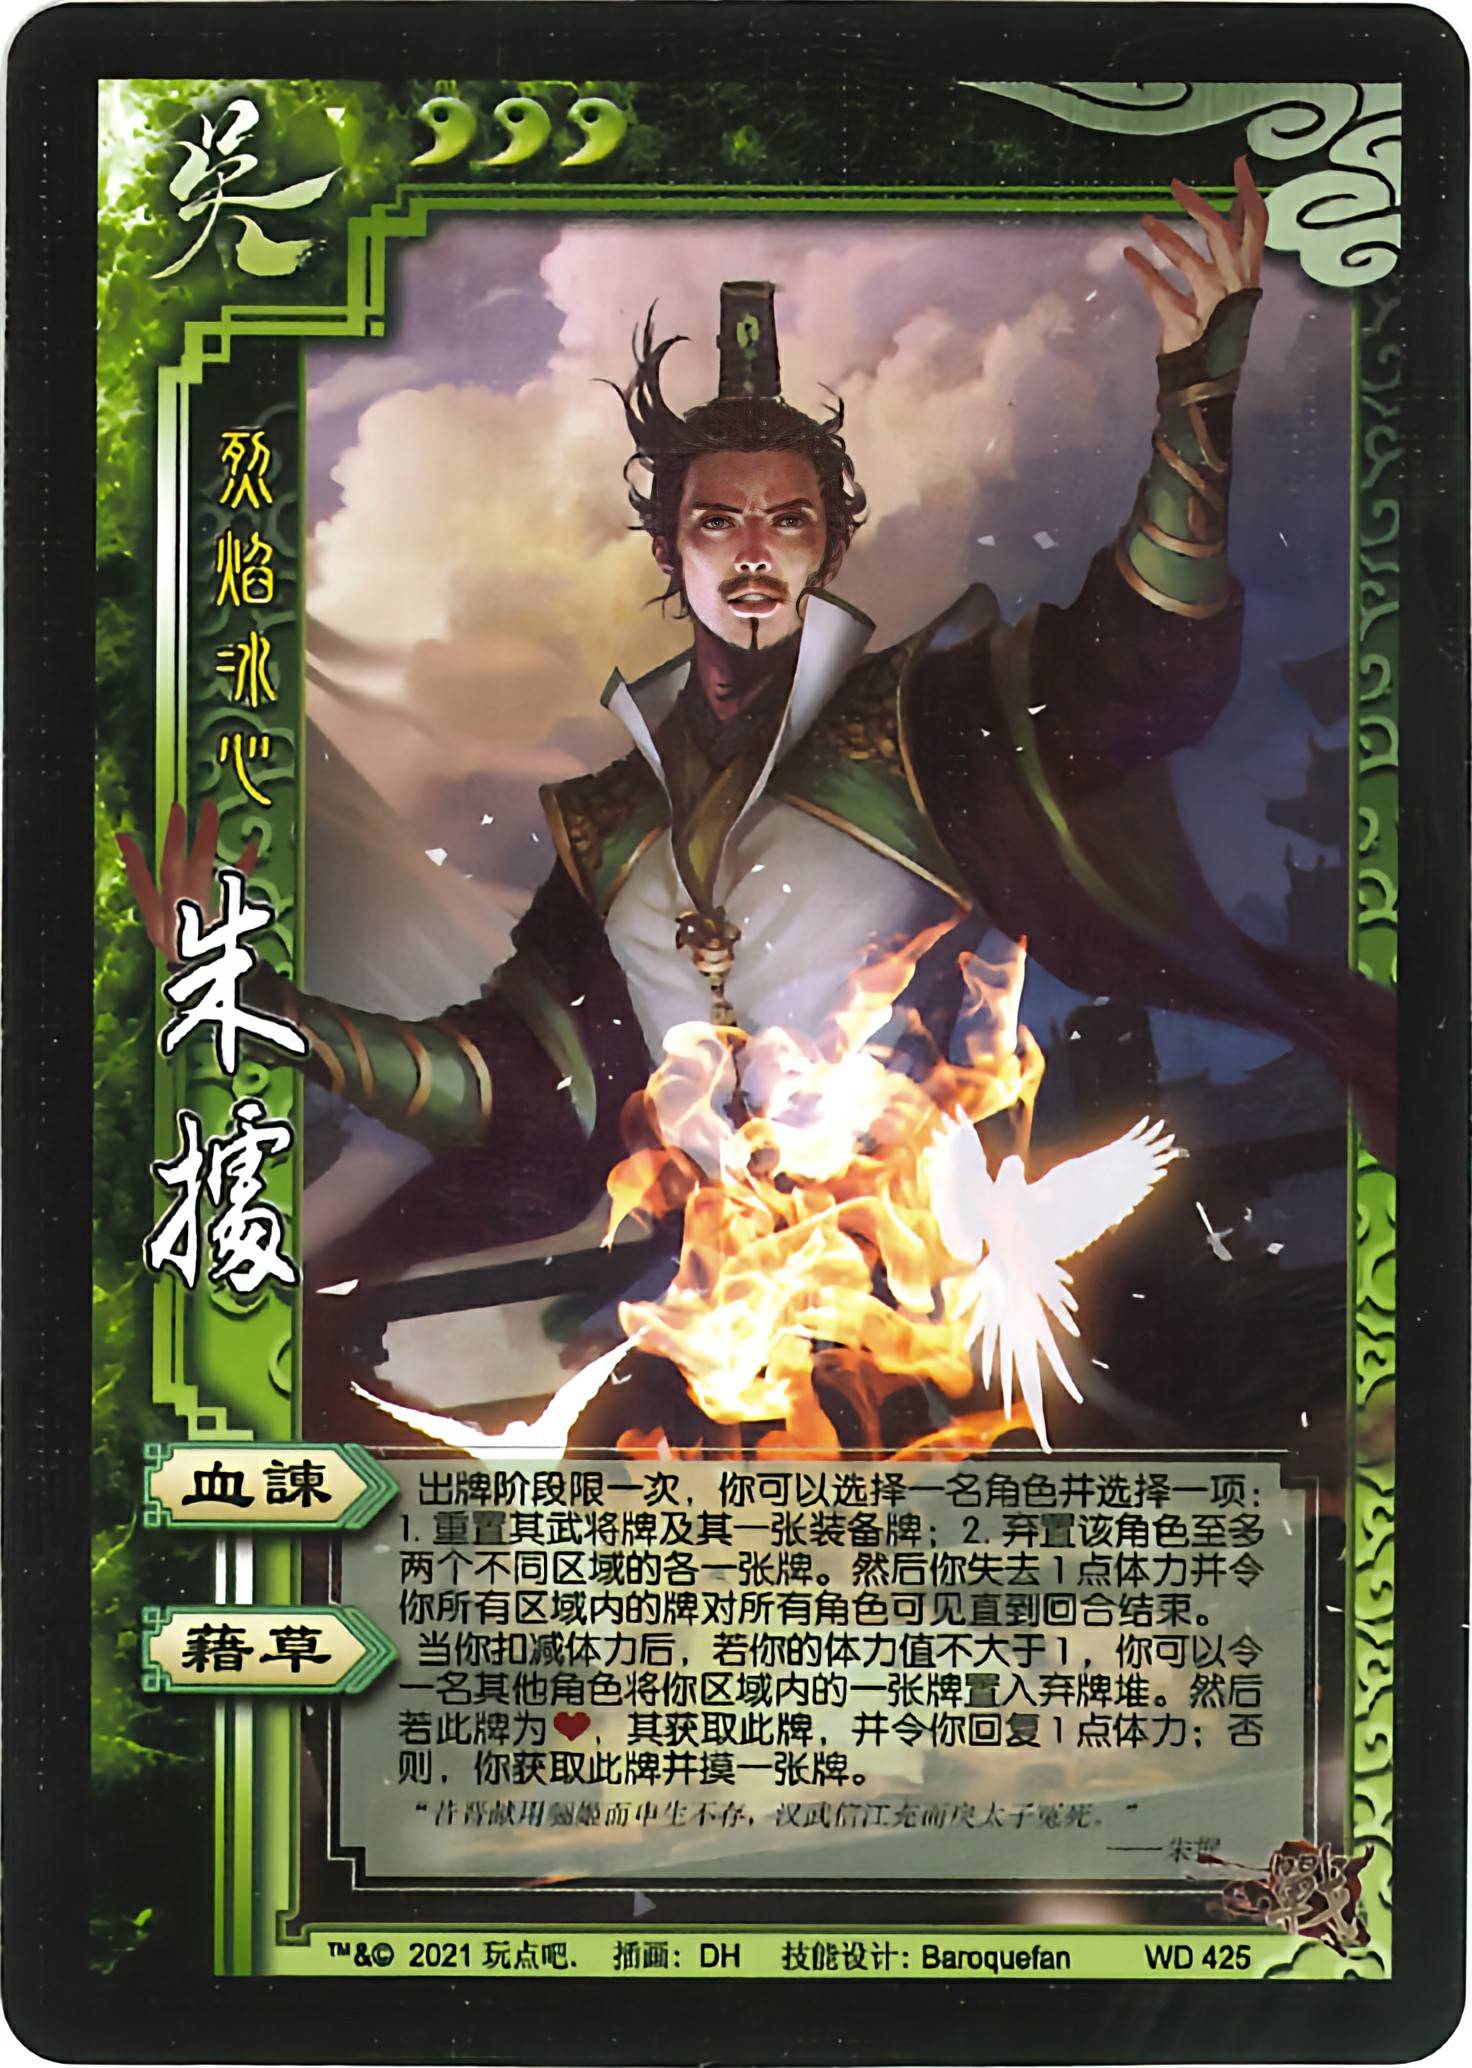 吴
烈焰冰心
朱據
血諫
出牌阶段限一次，你可以选择一名角色并选择一项：
1. 重置其武将牌及其一张装备牌；2. 弃置该角色至多
两个不同区域的各一张牌。然后你失去1点体力并令
你所有区域内的牌对所有角色可见直到回合结束。
藉草
当你扣减体力后，若你的体力值不大于1，你可以令
一名其他角色将你区域内的一张牌置入弃牌堆。然后
若此牌为♥，其获取此牌，并令你回复1点体力；否
则，你获取此牌并摸一张牌。
“昔晋献用骊姬而申生不存，汉武信江充而戾太子冤死。”
——朱據
戰
™&© 2021 玩点吧. 插画：DH 技能设计：Baroquefan WD 425